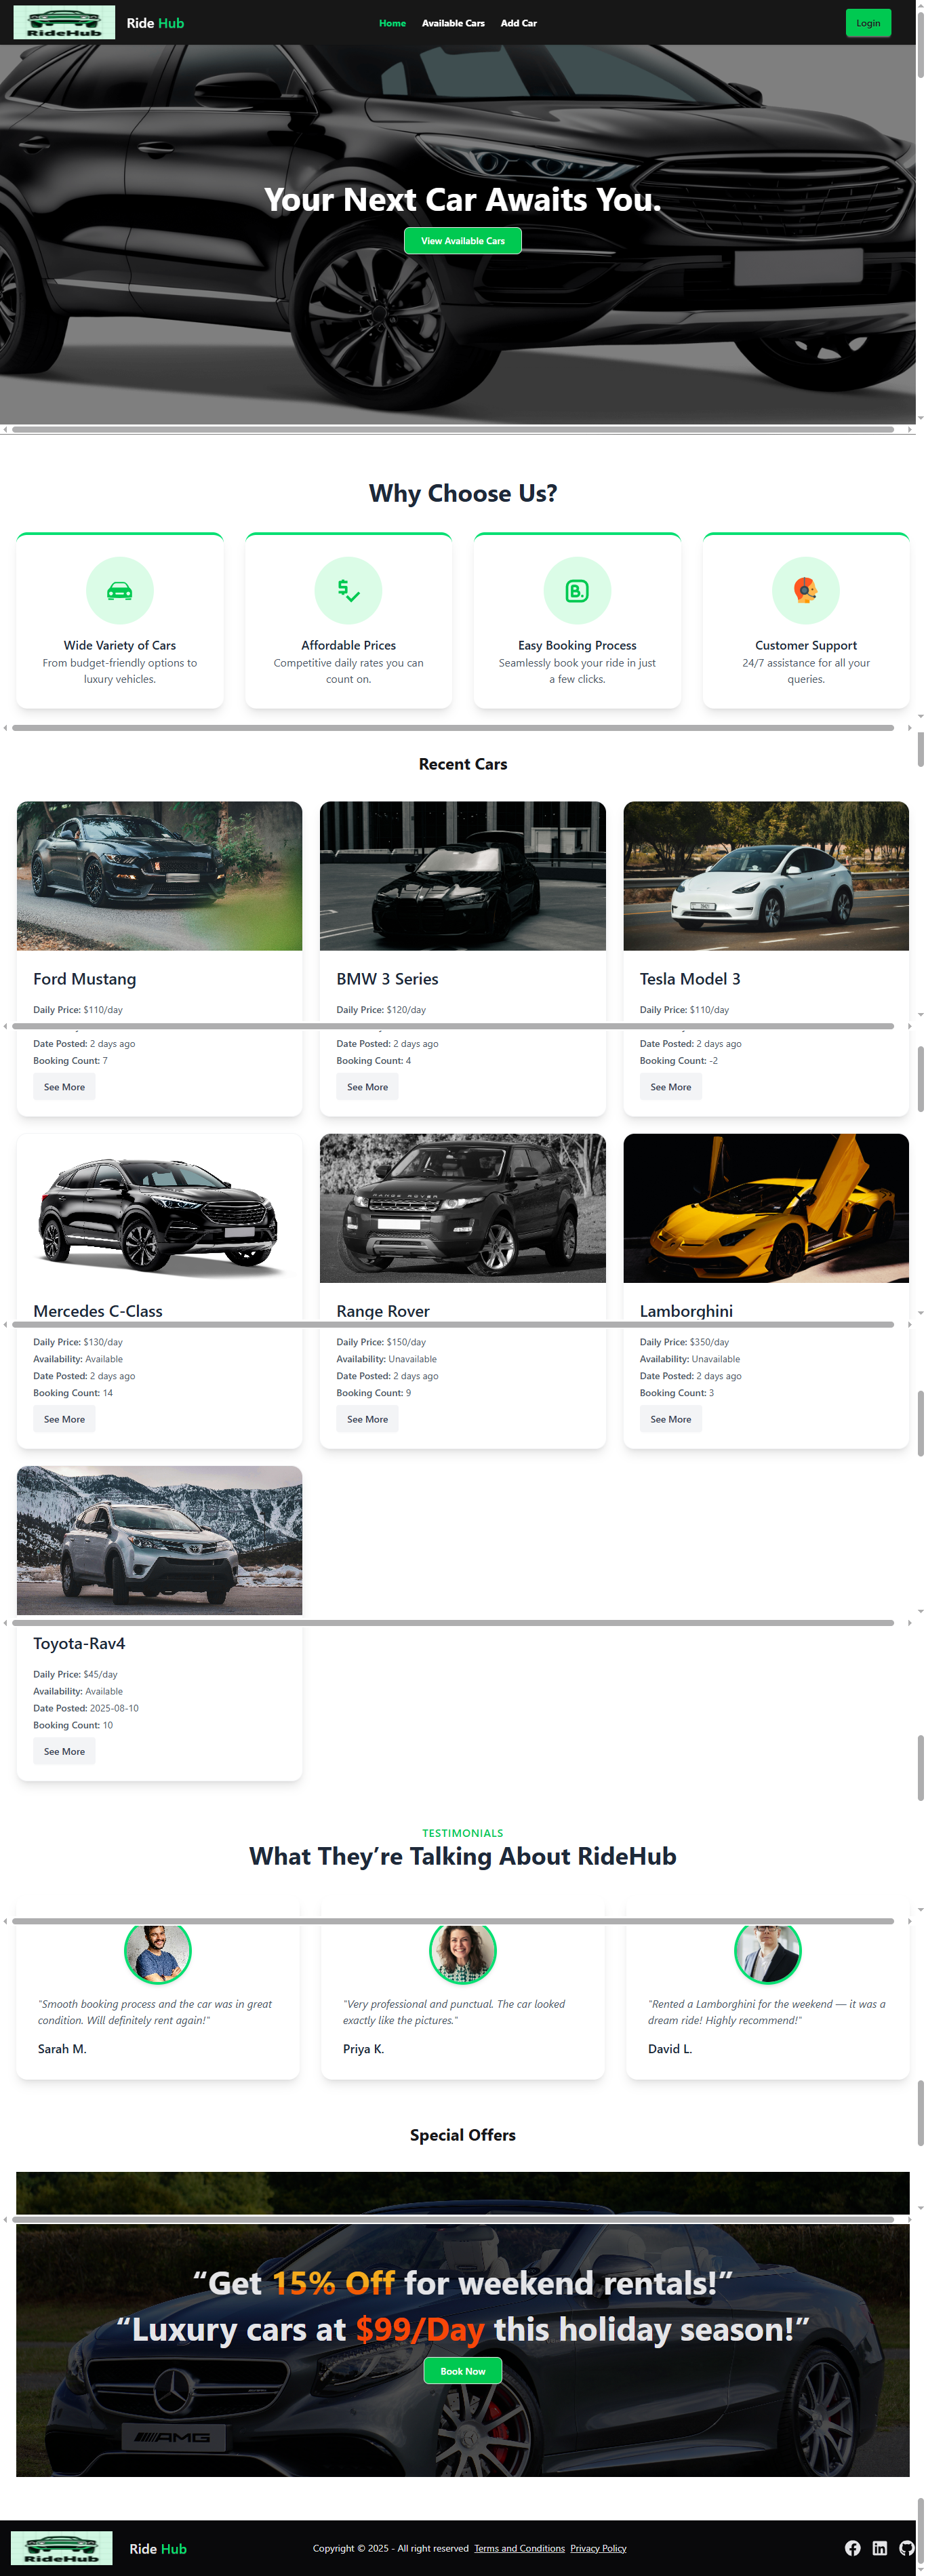 RideHub
Ride Hub
Home Available Cars Add Car
Login
Your Next Car Awaits You.
View Available Cars
Why Choose Us?
Wide Variety of Cars
From budget-friendly options to
luxury vehicles.
Affordable Prices
Competitive daily rates you can
count on.
B.
Easy Booking Process
Seamlessly book your ride in just
a few clicks.
Customer Support
24/7 assistance for all your
queries.
Recent Cars
Ford Mustang
Daily Price: $110/day
Date Posted: 2 days ago
Booking Count: 7
See More
BMW 3 Series
Daily Price: $120/day
Date Posted: 2 days ago
Booking Count: 4
See More
Tesla Model 3
Daily Price: $110/day
Date Posted: 2 days ago
Booking Count: -2
See More
Mercedes C-Class
Daily Price: $130/day
Availability: Available
Date Posted: 2 days ago
Booking Count: 14
See More
RANGE ROVER
Range Rover
Daily Price: $150/day
Availability: Unavailable
Date Posted: 2 days ago
Booking Count: 9
See More
Lamborghini
Daily Price: $350/day
Availability: Unavailable
Date Posted: 2 days ago
Booking Count: 3
See More
Toyota-Rav4
Daily Price: $45/day
Availability: Available
Date Posted: 2025-08-10
Booking Count: 10
See More
TESTIMONIALS
What They’re Talking About RideHub
"Smooth booking process and the car was in great
condition. Will definitely rent again!"
Sarah M.
"Very professional and punctual. The car looked
exactly like the pictures."
Priya K.
"Rented a Lamborghini for the weekend — it was a
dream ride! Highly recommend!"
David L.
Special Offers
“Get 15% Off for weekend rentals!”
“Luxury cars at $99/Day this holiday season!”
Book Now
AMG
RideHub
Ride Hub
Copyright © 2025 - All right reserved Terms and Conditions Privacy Policy